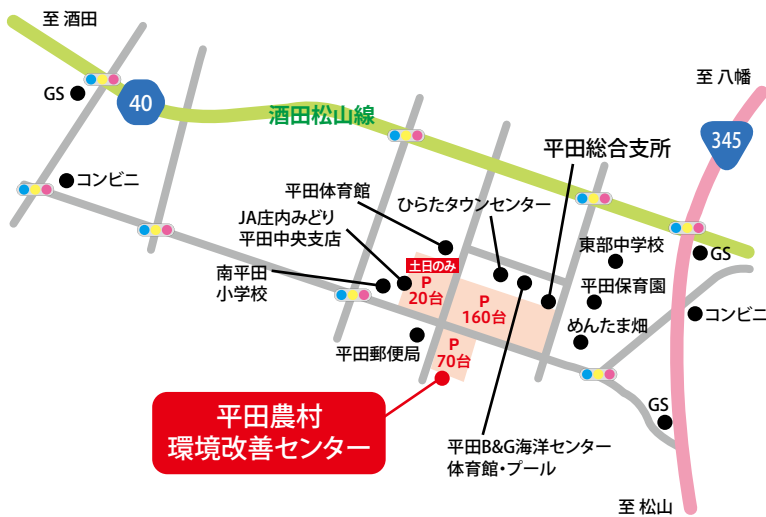 至 酒田
至 八幡
GS
40
酒田松山線
345
平田総合支所
コンビニ
平田体育館
ひらたタウンセンター
JA庄内みどり
平田中央支店
東部中学校
GS
土日のみ
南平田
小学校
P
20台
P
160台
平田保育園
コンビニ
めんたま畑
平田郵便局
P
70台
GS
平田農村
環境改善センター
平田B&G海洋センター
体育館・プール
至 松山